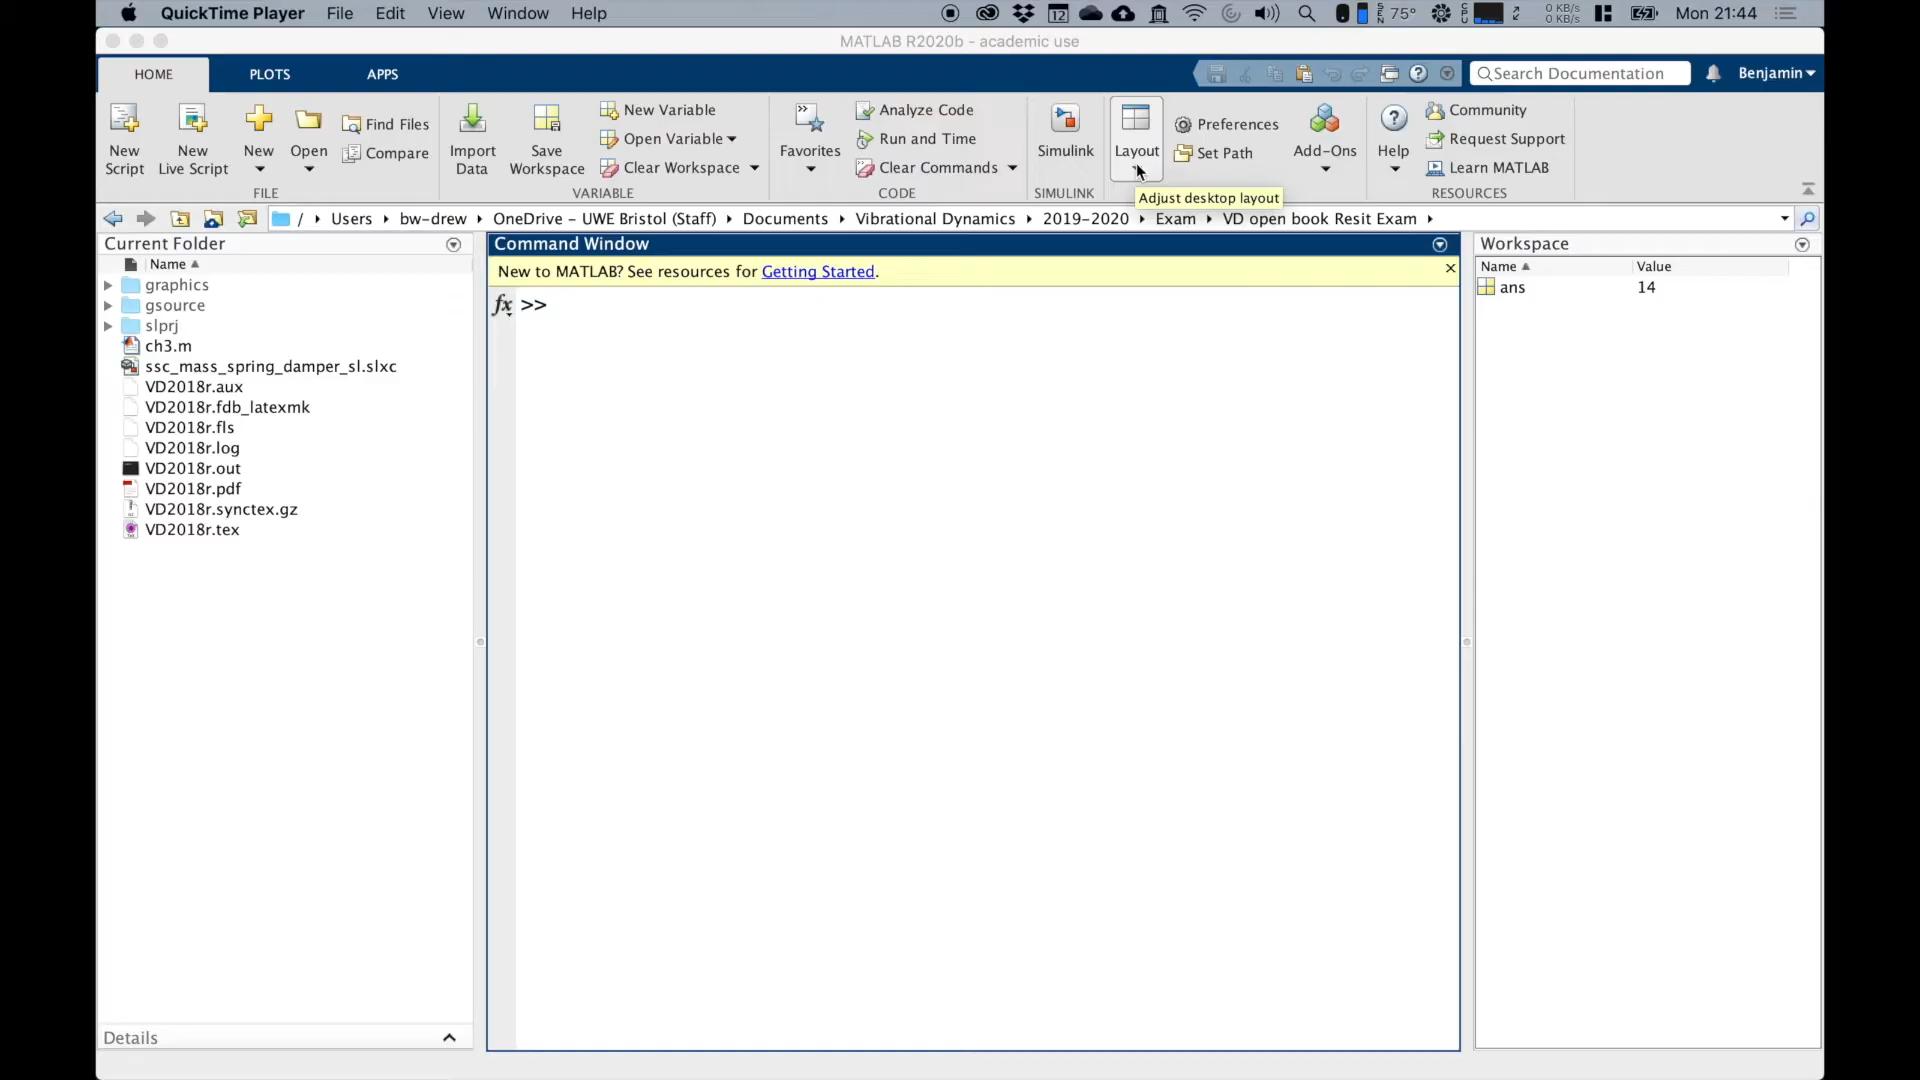 QuickTime Player File Edit View Window Help 12 75° 0 KB/s 0 KB/s Mon 21:44
MATLAB R2020b - academic use
HOME PLOTS APPS Search Documentation Benjamin
New Script
New Live Script
New
Open
Find Files
Compare
FILE
Import Data
Save Workspace
New Variable
Open Variable
Clear Workspace
VARIABLE
Favorites
Analyze Code
Run and Time
Clear Commands
CODE
Simulink
SIMULINK
Layout
Preferences
Set Path
Add-Ons
Help
Community
Request Support
Learn MATLAB
RESOURCES
Adjust desktop layout
/ Users bw-drew OneDrive - UWE Bristol (Staff) Documents Vibrational Dynamics 2019-2020 Exam VD open book Resit Exam
Current Folder
Name
graphics
gsource
slprj
ch3.m
ssc_mass_spring_damper_sl.slxc
VD2018r.aux
VD2018r.fdb_latexmk
VD2018r.fls
VD2018r.log
VD2018r.out
VD2018r.pdf
VD2018r.synctex.gz
VD2018r.tex
Details
Command Window
New to MATLAB? See resources for Getting Started.
fx >>
Workspace
Name Value
ans 14